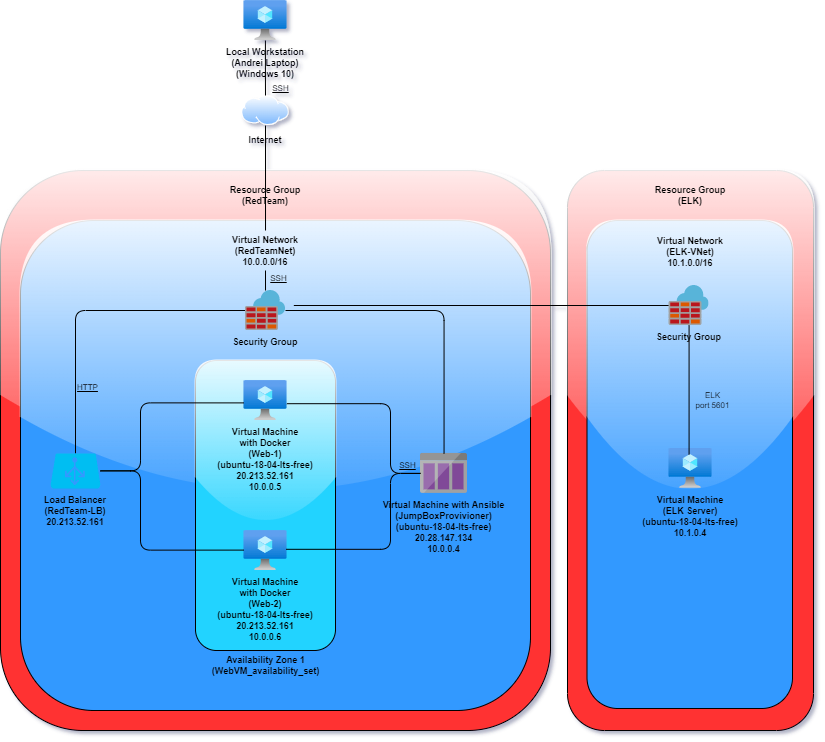 Local Workstation
(Andrei Laptop)
(Windows 10)
SSH
Internet
Resource Group
(RedTeam)
Virtual Network
(RedTeamNet)
10.0.0.0/16
SSH
Security Group
HTTP
Virtual Machine
with Docker
(Web-1)
(ubuntu-18-04-lts-free)
20.213.52.161
10.0.0.5
SSH
Load Balancer
(RedTeam-LB)
20.213.52.161
Virtual Machine with Ansible
(JumpBoxProvivioner)
(ubuntu-18-04-lts-free)
20.28.147.134
10.0.0.4
Virtual Machine
with Docker
(Web-2)
(ubuntu-18-04-lts-free)
20.213.52.161
10.0.0.6
Availability Zone 1
(WebVM_availability_set)
Resource Group
(ELK)
Virtual Network
(ELK-VNet)
10.1.0.0/16
Security Group
ELK
port 5601
Virtual Machine
(ELK Server)
(ubuntu-18-04-lts-free)
10.1.0.4